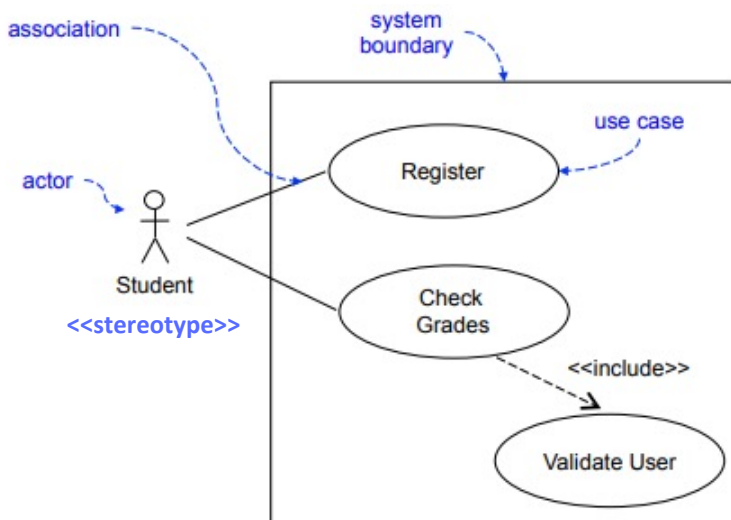 system
boundary
association
use case
Register
actor
Student
<<stereotype>>
Check
Grades
<<include>>
Validate User